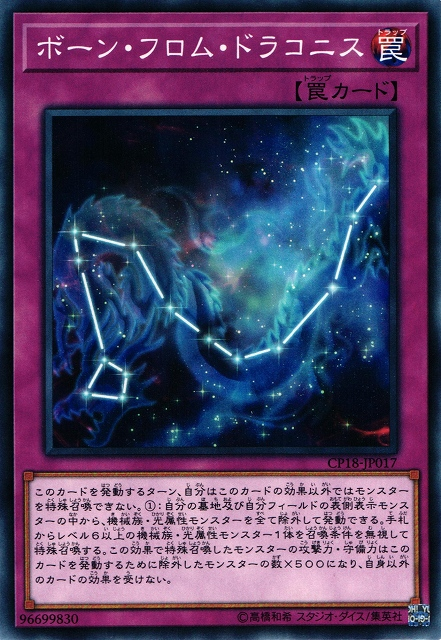 ボーン・フロム・ドラコニス
トラップ
罠
トラップ
【罠カード】
CP18-JP017
このカードを発動するターン、自分はこのカードの効果以外ではモンスター
を特殊召喚できない。①：自分の墓地及び自分フィールドの表側表示モンス
ターの中から、機械族・光属性モンスターを全て除外して発動できる。手札
からレベル６以上の機械族・光属性モンスター１体を召喚条件を無視して
特殊召喚する。この効果で特殊召喚したモンスターの攻撃力・守備力はこの
カードを発動するために除外したモンスターの数×５００になり、自身以外
のカードの効果を受けない。
96699830
©高橋和希 スタジオ・ダイス/集英社